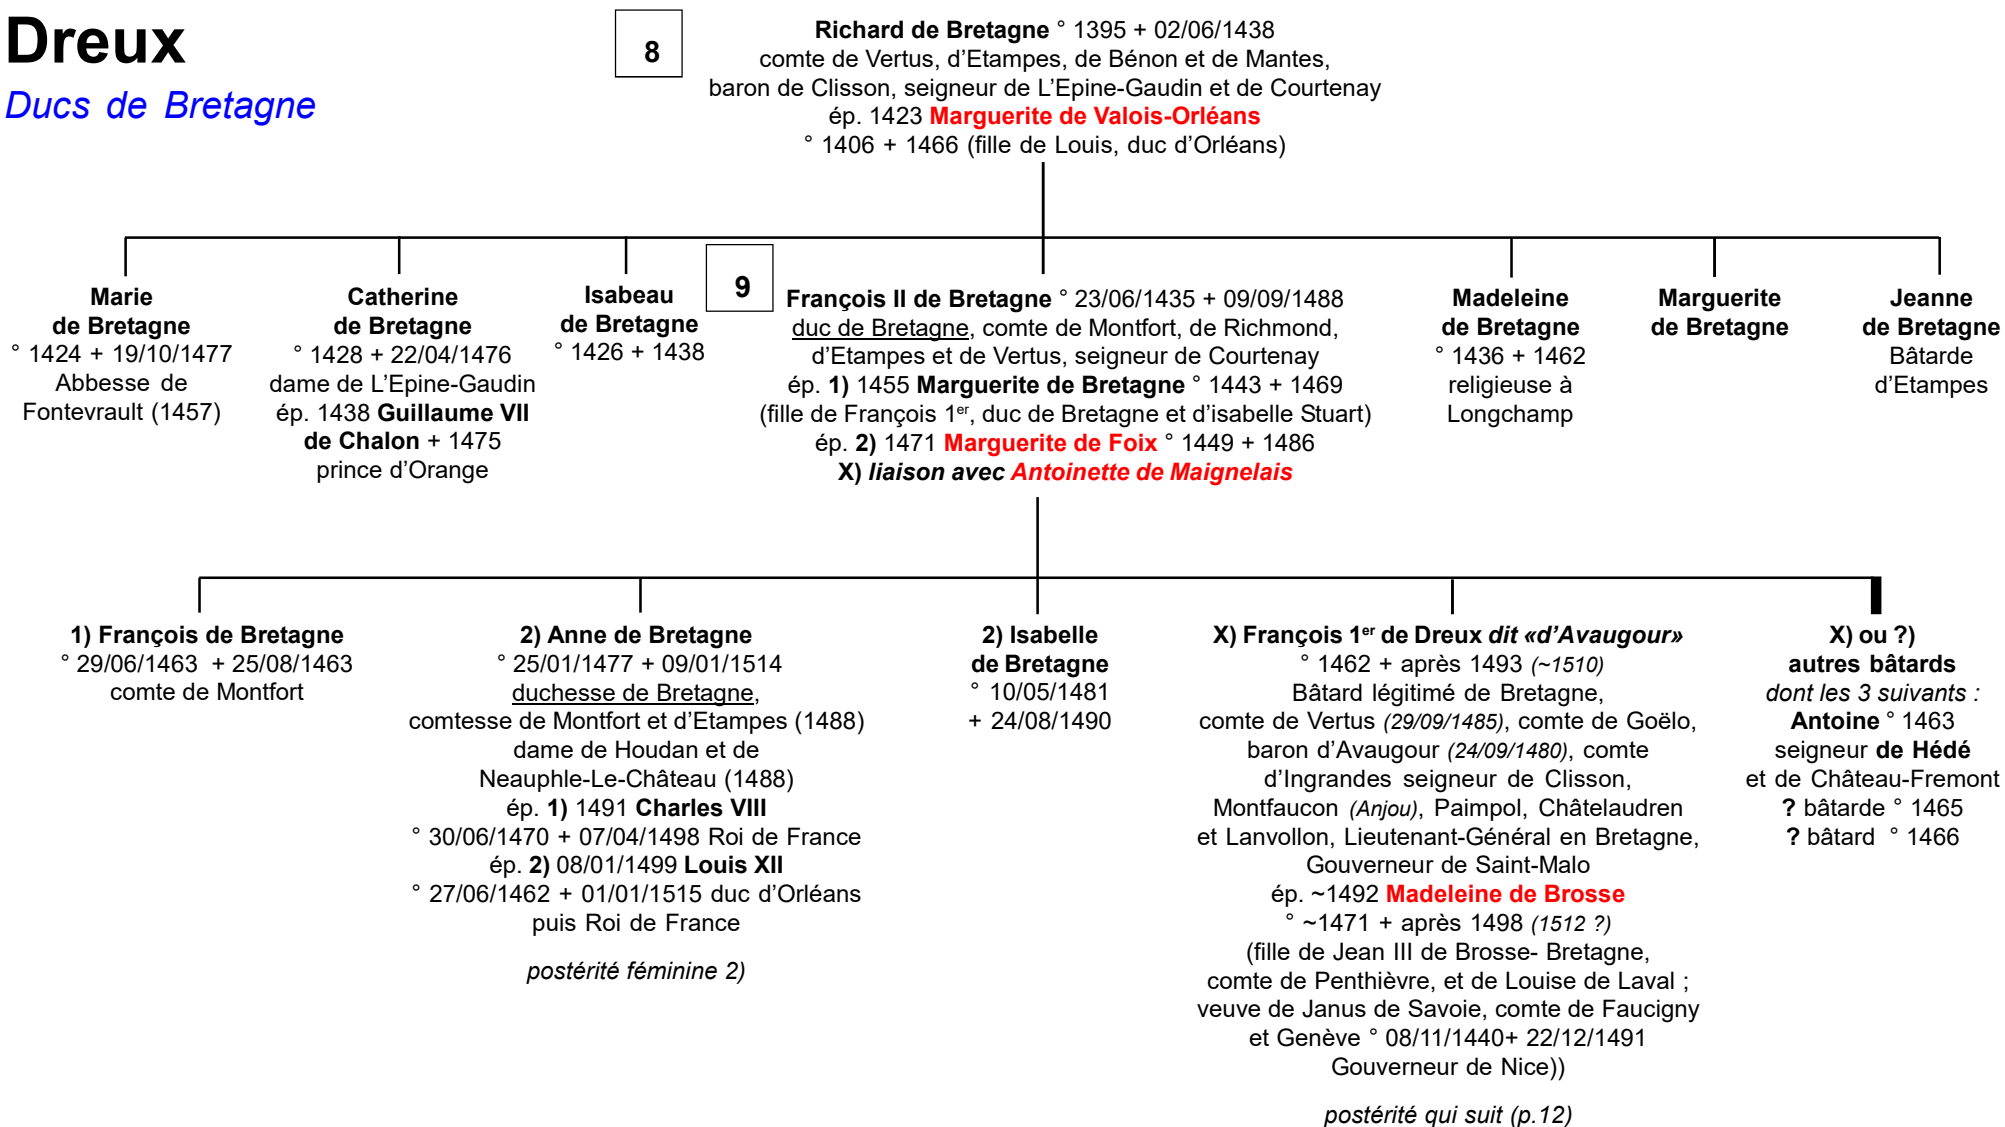 Dreux
Ducs de Bretagne
8
Richard de Bretagne ° 1395 + 02/06/1438
comte de Vertus, d’Etampes, de Bénon et de Mantes,
baron de Clisson, seigneur de L’Epine-Gaudin et de Courtenay
ép. 1423 Marguerite de Valois-Orléans
° 1406 + 1466 (fille de Louis, duc d’Orléans)
Marie
de Bretagne
° 1424 + 19/10/1477
Abbesse de
Fontevrault (1457)
Catherine
de Bretagne
° 1428 + 22/04/1476
dame de L’Epine-Gaudin
ép. 1438 Guillaume VII
de Chalon + 1475
prince d’Orange
Isabeau
de Bretagne
° 1426 + 1438
9
François II de Bretagne ° 23/06/1435 + 09/09/1488
duc de Bretagne, comte de Montfort, de Richmond,
d’Etampes et de Vertus, seigneur de Courtenay
ép. 1) 1455 Marguerite de Bretagne ° 1443 + 1469
(fille de François 1er, duc de Bretagne et d’isabelle Stuart)
ép. 2) 1471 Marguerite de Foix ° 1449 + 1486
X) liaison avec Antoinette de Maignelais
Madeleine
de Bretagne
° 1436 + 1462
religieuse à
Longchamp
Marguerite
de Bretagne
Jeanne
de Bretagne
Bâtarde
d’Etampes
1) François de Bretagne
° 29/06/1463 + 25/08/1463
comte de Montfort
2) Anne de Bretagne
° 25/01/1477 + 09/01/1514
duchesse de Bretagne,
comtesse de Montfort et d’Etampes (1488)
dame de Houdan et de
Neauphle-Le-Château (1488)
ép. 1) 1491 Charles VIII
° 30/06/1470 + 07/04/1498 Roi de France
ép. 2) 08/01/1499 Louis XII
° 27/06/1462 + 01/01/1515 duc d’Orléans
puis Roi de France
postérité féminine 2)
2) Isabelle
de Bretagne
° 10/05/1481
+ 24/08/1490
X) François 1er de Dreux dit «d’Avaugour»
° 1462 + après 1493 (~1510)
Bâtard légitimé de Bretagne,
comte de Vertus (29/09/1485), comte de Goëlo,
baron d’Avaugour (24/09/1480), comte
d’Ingrandes seigneur de Clisson,
Montfaucon (Anjou), Paimpol, Châtelaudren
et Lanvollon, Lieutenant-Général en Bretagne,
Gouverneur de Saint-Malo
ép. ~1492 Madeleine de Brosse
° ~1471 + après 1498 (1512 ?)
(fille de Jean III de Brosse- Bretagne,
comte de Penthièvre, et de Louise de Laval ;
veuve de Janus de Savoie, comte de Faucigny
et Genève ° 08/11/1440+ 22/12/1491
Gouverneur de Nice))
postérité qui suit (p.12)
X) ou ?)
autres bâtards
dont les 3 suivants :
Antoine ° 1463
seigneur de Hédé
et de Château-Fremont
? bâtarde ° 1465
? bâtard ° 1466